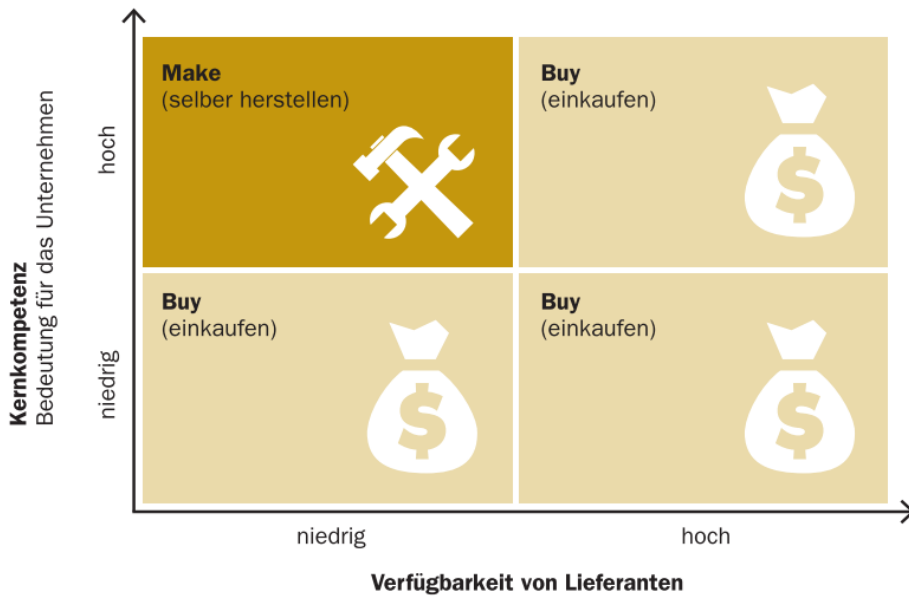 Make
(selber herstellen)
Buy
(einkaufen)
Buy
(einkaufen)
Buy
(einkaufen)
Kernkompetenz
Bedeutung für das Unternehmen
hoch
niedrig
niedrig
hoch
Verfügbarkeit von Lieferanten
$
$
$